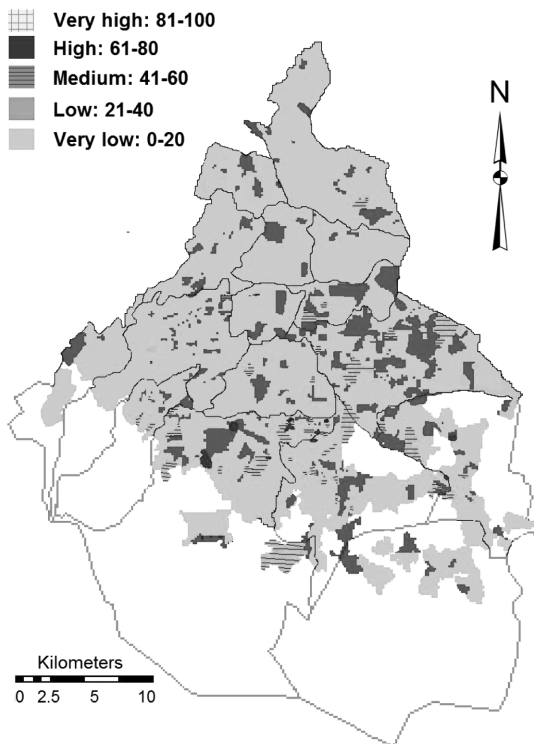 Very high: 81-100
High: 61-80
Medium: 41-60
Low: 21-40
Very low: 0-20
N
Kilometers
0 2.5 5 10